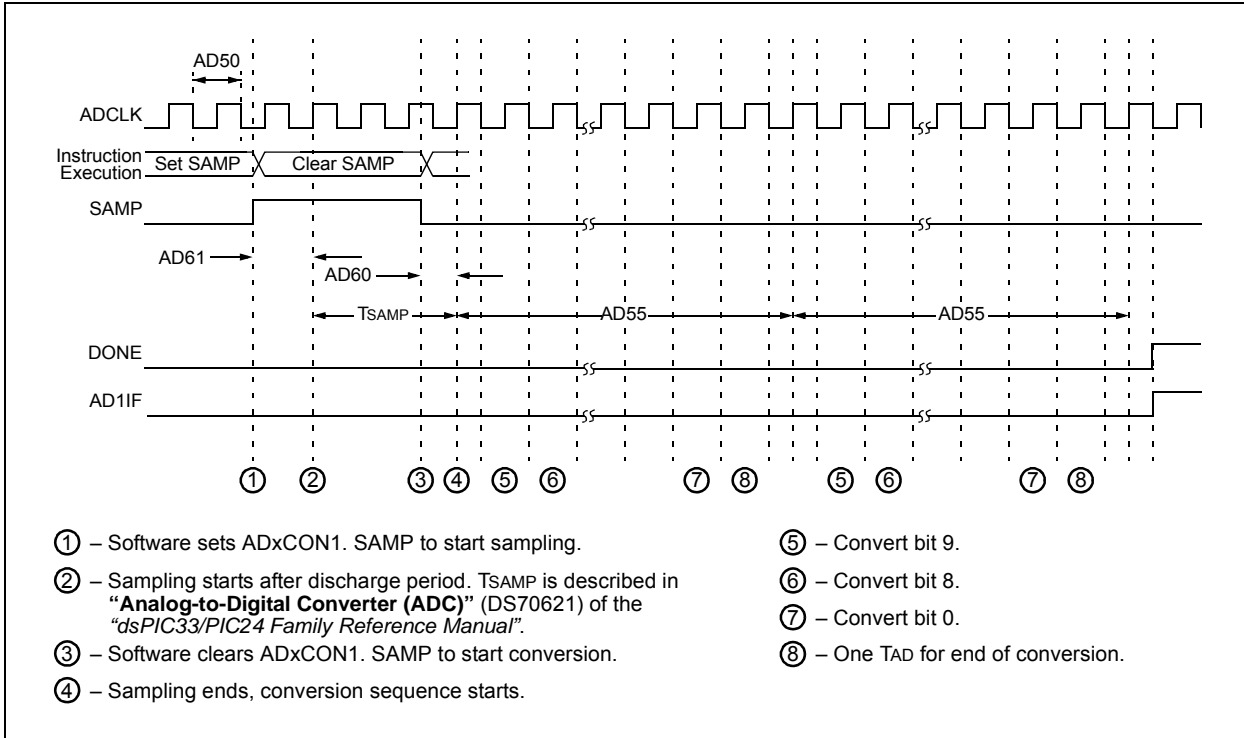 AD50
ADCLK
Instruction
Execution
Set SAMP
Clear SAMP
SAMP
AD61
AD60
TSAMP
AD55
AD55
DONE
AD1IF
1 2 3 4 5 6 7 8 5 6 7 8
1 – Software sets ADxCON1. SAMP to start sampling.
2 – Sampling starts after discharge period. TSAMP is described in
“Analog-to-Digital Converter (ADC)” (DS70621) of the
“dsPIC33/PIC24 Family Reference Manual”.
3 – Software clears ADxCON1. SAMP to start conversion.
4 – Sampling ends, conversion sequence starts.
5 – Convert bit 9.
6 – Convert bit 8.
7 – Convert bit 0.
8 – One TAD for end of conversion.